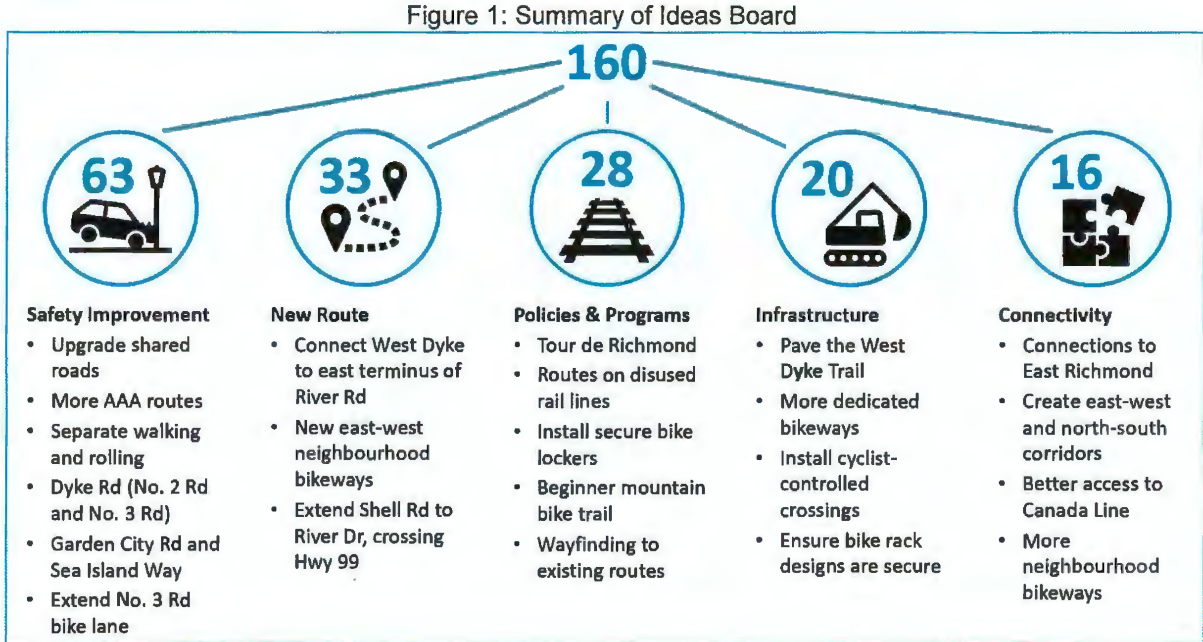 Figure 1: Summary of Ideas Board
160
63
33
28
20
16
Safety Improvement
• Upgrade shared
roads
• More AAA routes
• Separate walking
and rolling
• Dyke Rd (No. 2 Rd
and No. 3 Rd)
• Garden City Rd and
Sea Island Way
• Extend No. 3 Rd
bike lane
New Route
• Connect West Dyke
to east terminus of
River Rd
• New east-west
neighbourhood
bikeways
• Extend Shell Rd to
River Dr, crossing
Hwy 99
Policies & Programs
• Tour de Richmond
• Routes on disused
rail lines
• Install secure bike
lockers
• Beginner mountain
bike trail
• Wayfinding to
existing routes
Infrastructure
• Pave the West
Dyke Trail
• More dedicated
bikeways
• Install cyclist-
controlled
crossings
• Ensure bike rack
designs are secure
Connectivity
• Connections to
East Richmond
• Create east-west
and north-south
corridors
• Better access to
Canada Line
• More
neighbourhood
bikeways